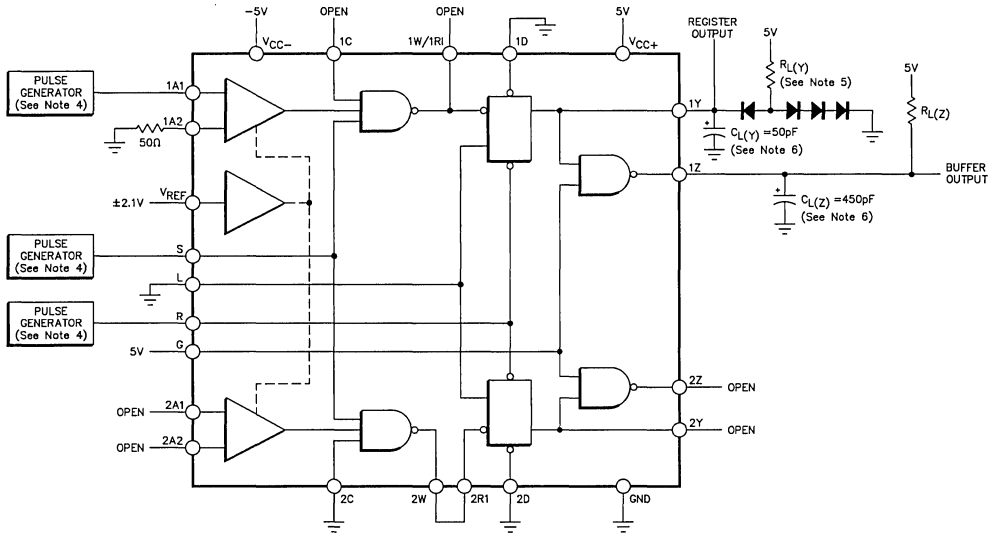 -5V
OPEN
OPEN
5V
REGISTER
OUTPUT
5V
RL(Y)
(See Note 5)
5V
RL(Z)
VCC-
1C
1W/1RI
1D
VCC+
PULSE
GENERATOR
(See Note 4)
1A1
1A2
50Ω
1Y
CL(Y) =50pF
(See Note 6)
1Z
BUFFER
OUTPUT
CL(Z) =450pF
(See Note 6)
±2.1V
VREF
PULSE
GENERATOR
(See Note 4)
S
L
PULSE
GENERATOR
(See Note 4)
R
5V
G
OPEN
2A1
OPEN
2A2
2Z
OPEN
2Y
OPEN
2C
2W
2R1
2D
GND